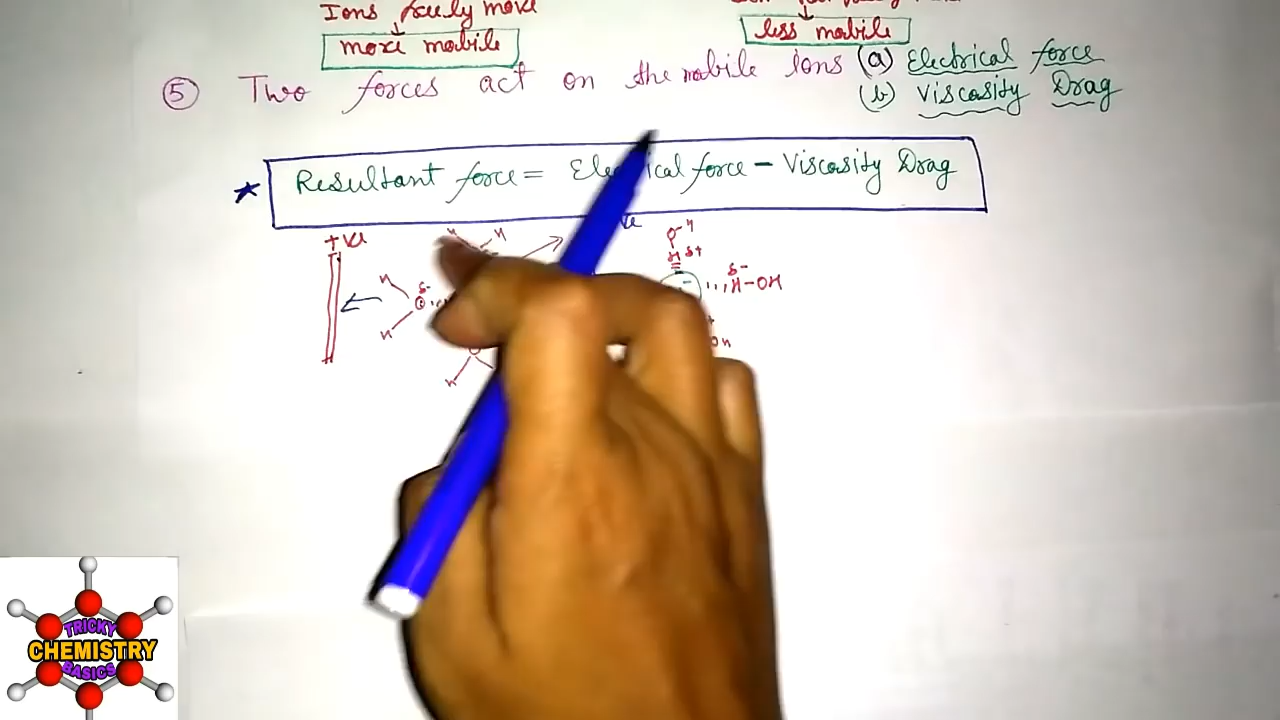 Ions freely move
more mobile
less mobile
⑤ Two forces act on the mobile ions (a) Electrical force
(b) Viscosity Drag
★ Resultant force = Electrical force - Viscosity Drag
+ve
H
H
δ-
O
H
H
O-H
H δ+
-
δ-
H-OH
TRICKY
CHEMISTRY
BASICS